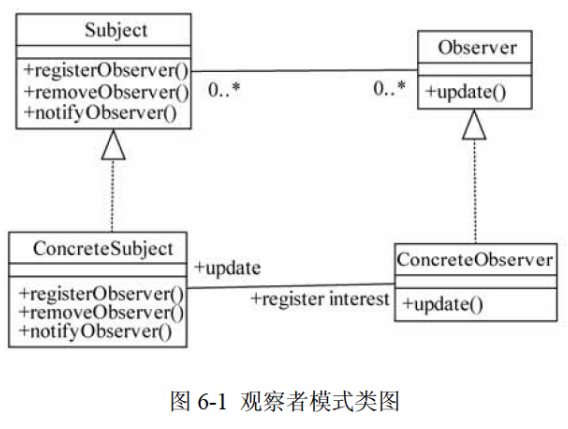 Subject
+registerObserver()
+removeObserver()
+notifyObserver()
0..*
0..*
Observer
+update()
ConcreteSubject
+registerObserver()
+removeObserver()
+notifyObserver()
+update
+register interest
ConcreteObserver
+update()
图 6-1 观察者模式类图